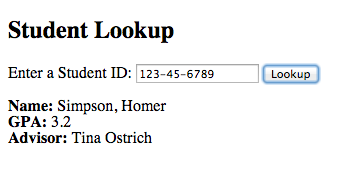 Student Lookup
Enter a Student ID: 123-45-6789 Lookup
Name: Simpson, Homer
GPA: 3.2
Advisor: Tina Ostrich